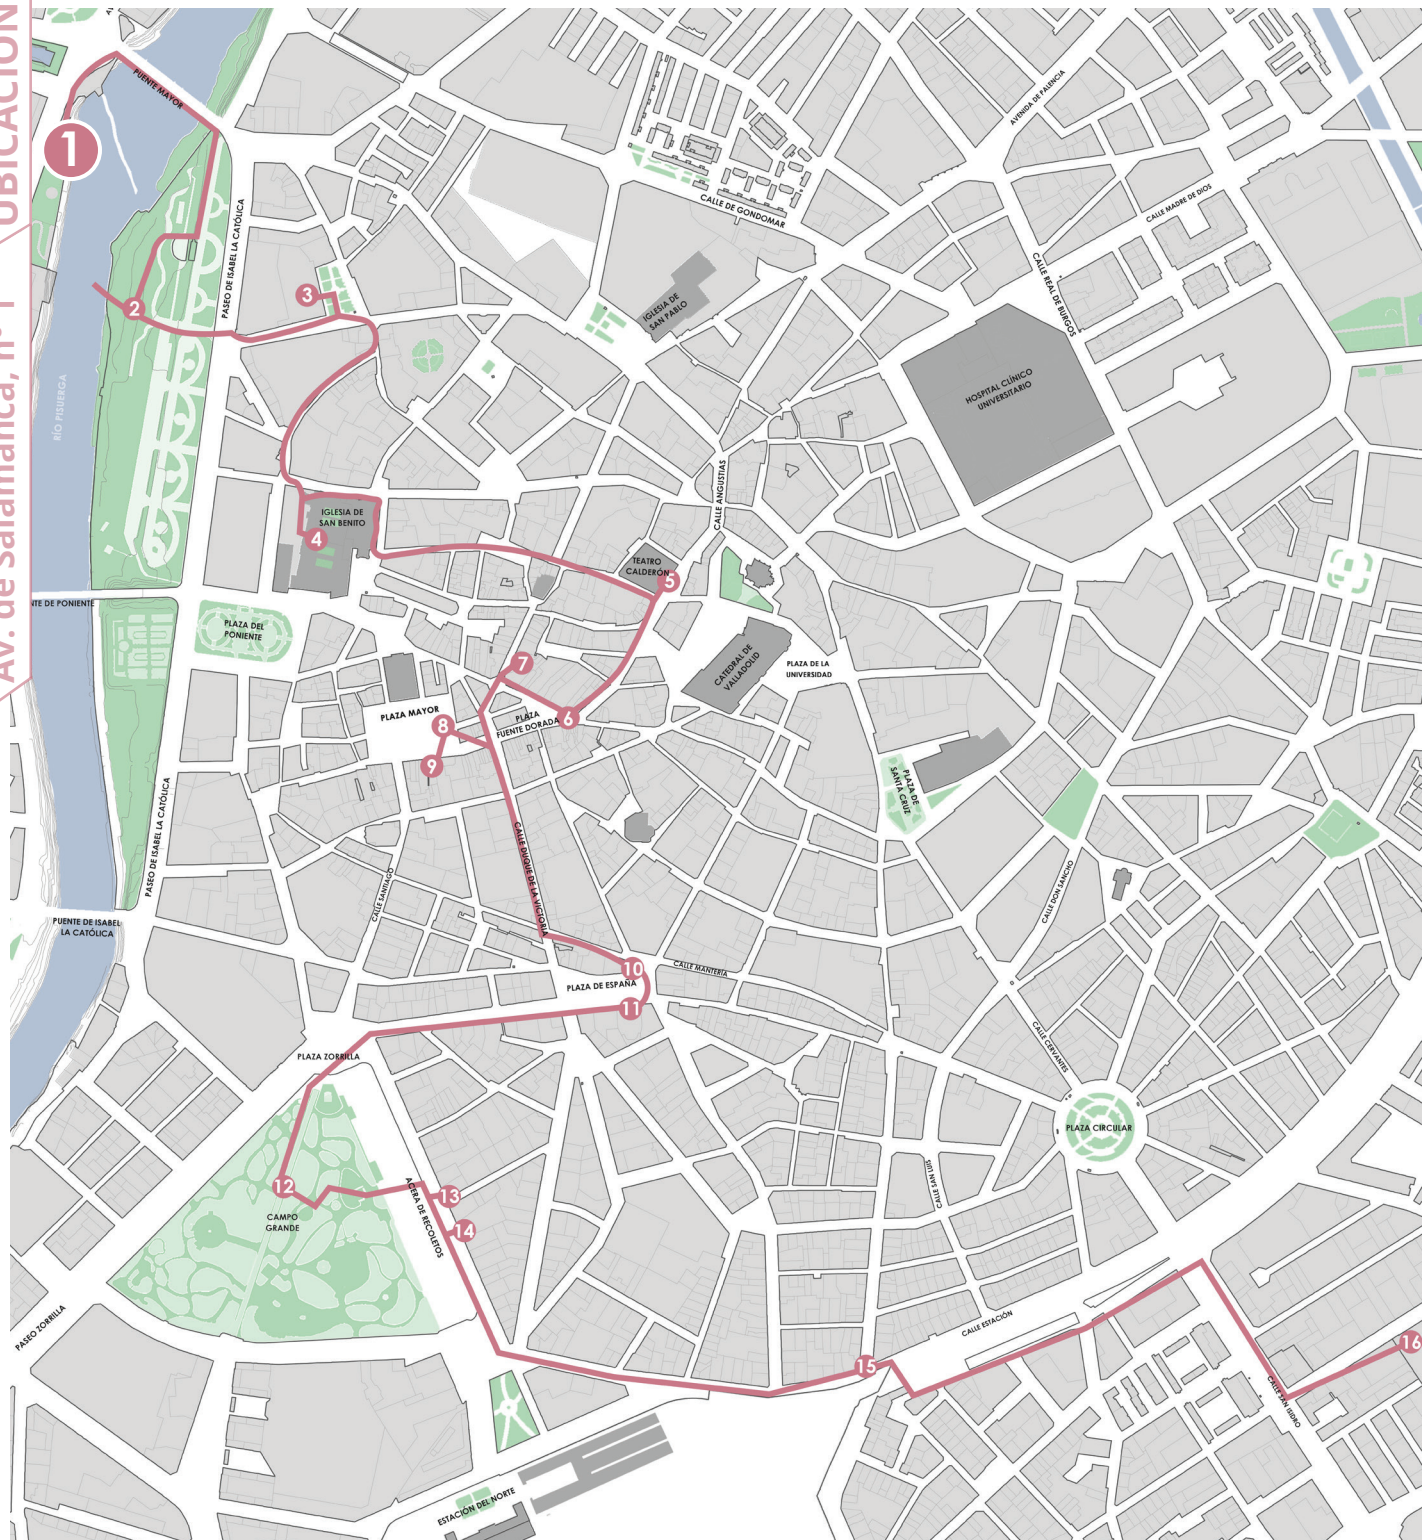 UBICACIÓN
Av. de Salamanca, nº 1
PUENTE MAYOR
1
AVENIDA DE PALENCIA
CALLE DE GONDOMAR
CALLE MADRE DE DIOS
PASEO DE ISABEL LA CATÓLICA
CALLE REAL DE BURGOS
2
3
IGLESIA DE
SAN PABLO
HOSPITAL CLÍNICO
UNIVERSITARIO
RÍO PISUERGA
CALLE ANGUSTIAS
IGLESIA DE
SAN BENITO
4
TEATRO
CALDERÓN
5
NTE DE PONIENTE
PLAZA DEL
PONIENTE
CATEDRAL DE
VALLADOLID
PLAZA DE LA
UNIVERSIDAD
7
PLAZA MAYOR
8
PLAZA
FUENTE DORADA
6
9
PLAZA DE
SANTA CRUZ
PASEO DE ISABEL LA CATÓLICA
CALLE DUQUE DE LA VICTORIA
CALLE SANTIAGO
CALLE DON SANCHO
PUENTE DE ISABEL
LA CATÓLICA
10
CALLE MANTERÍA
PLAZA DE ESPAÑA
11
CALLE CERVANTES
PLAZA ZORRILLA
PLAZA CIRCULAR
12
CAMPO
GRANDE
ACERA DE RECOLETOS
13
14
CALLE SAN LUIS
PASEO ZORRILLA
CALLE ESTACIÓN
15
16
CALLE SAN ISIDRO
ESTACIÓN DEL NORTE